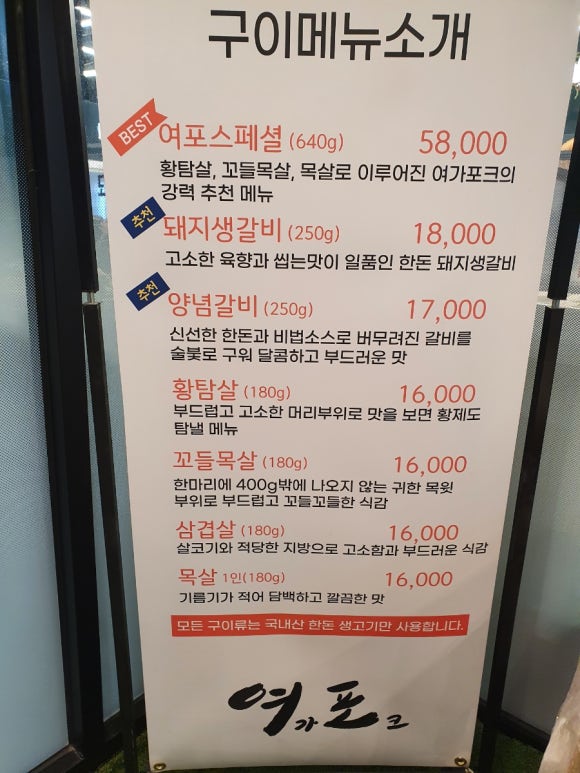 구이메뉴소개
BEST
여포스페셜 (640g) 58,000
황탐살, 꼬들목살, 목살로 이루어진 여가포크의
강력 추천 메뉴
추천
돼지생갈비 (250g) 18,000
고소한 육향과 씹는맛이 일품인 한돈 돼지생갈비
추천
양념갈비 (250g) 17,000
신선한 한돈과 비법소스로 버무려진 갈비를
숱붗로 구워 달콤하고 부드러운 맛
황탐살 (180g) 16,000
부드럽고 고소한 머리부위로 맛을 보면 황제도
탐낼 메뉴
꼬들목살 (180g) 16,000
한마리에 400g밖에 나오지 않는 귀한 목윗
부위로 부드럽고 꼬들꼬들한 식감
삼겹살 (180g) 16,000
살코기와 적당한 지방으로 고소함과 부드러운 식감
목살 1인(180g) 16,000
기름기가 적어 담백하고 깔끔한 맛
모든 구이류는 국내산 한돈 생고기만 사용합니다.
여가포크